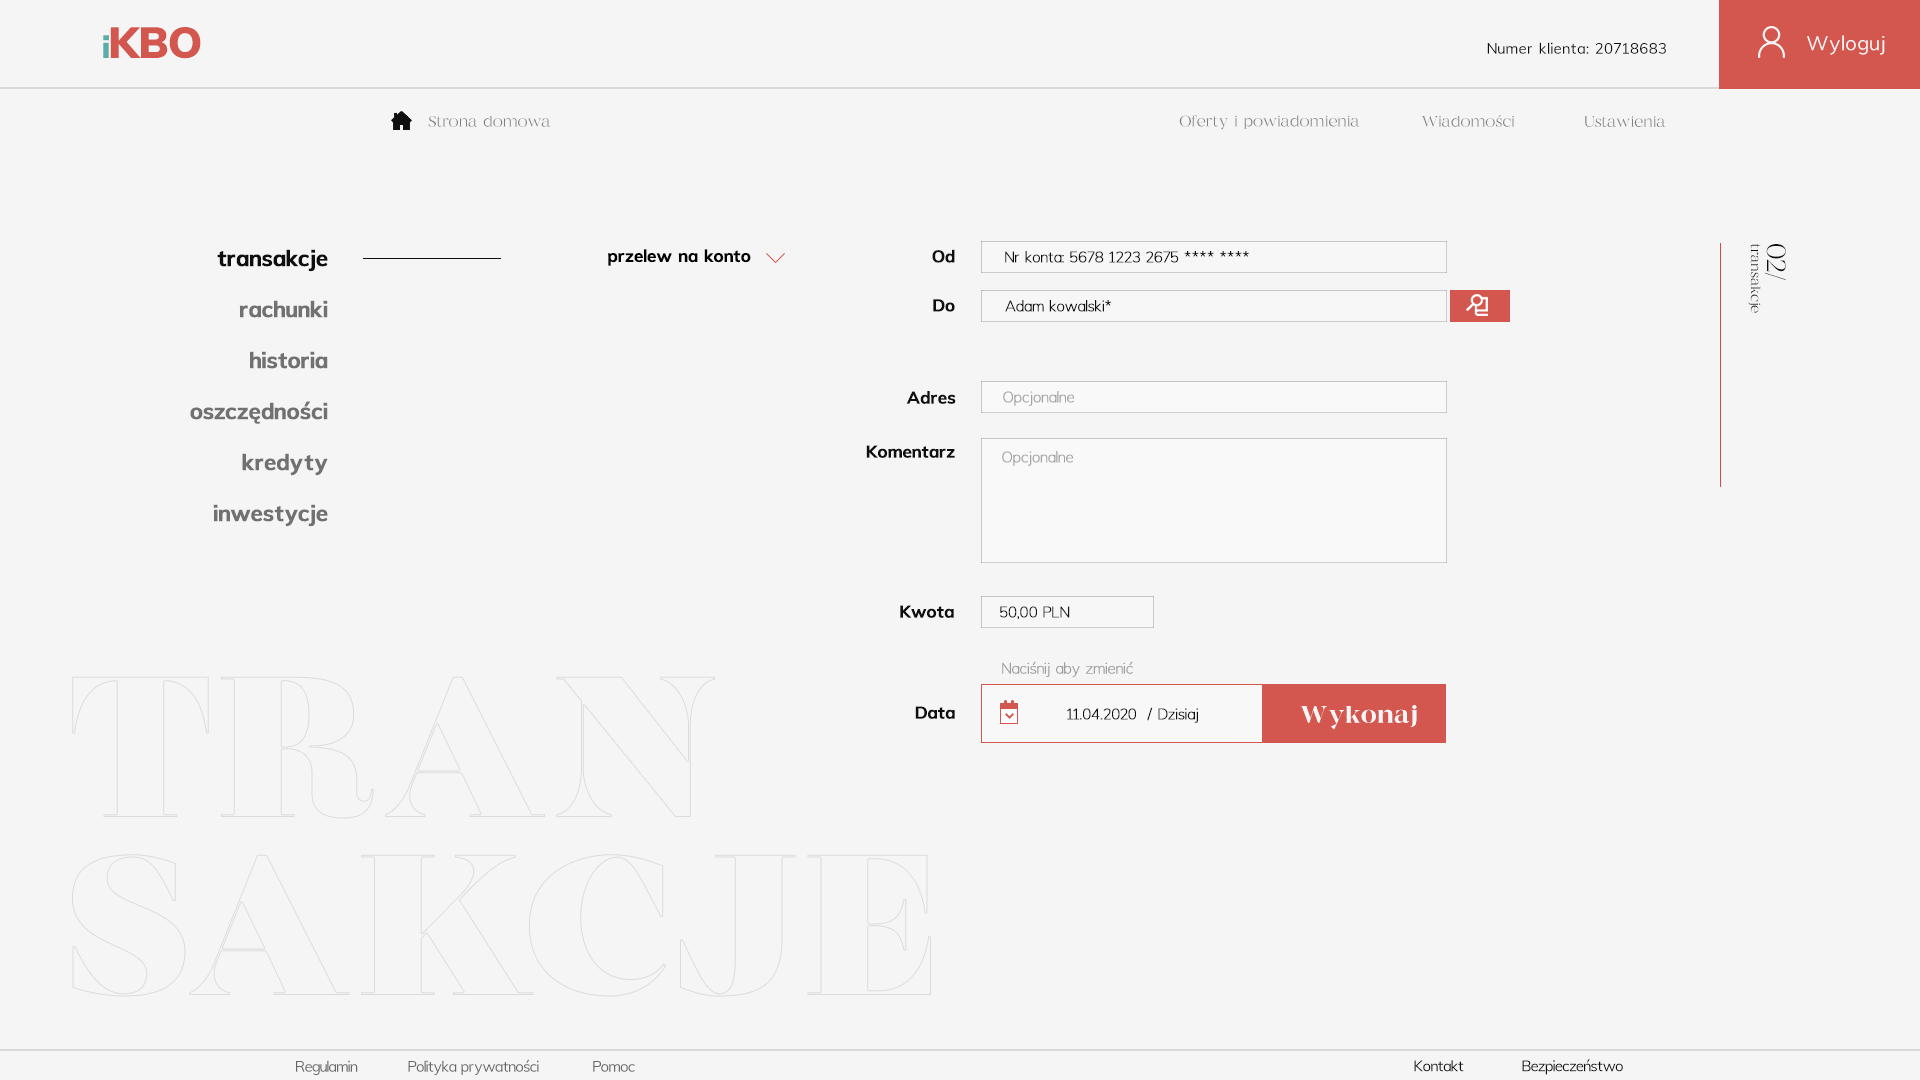 iKBO
Numer klienta: 20718683
Wyloguj
Strona domowa
Oferty i powiadomienia
Wiadomości
Ustawienia
transakcje
rachunki
historia
oszczędności
kredyty
inwestycje
przelew na konto
Od
Nr konta: 5678 1223 2675 **** ****
Do
Adam kowalski*
Adres
Opcjonalne
Komentarz
Opcjonalne
Kwota
50,00 PLN
Naciśnij aby zmienić
Data
11.04.2020 / Dzisiaj
Wykonaj
02/
transakcje
TRAN
SAKCJE
Regulamin
Polityka prywatności
Pomoc
Kontakt
Bezpieczeństwo